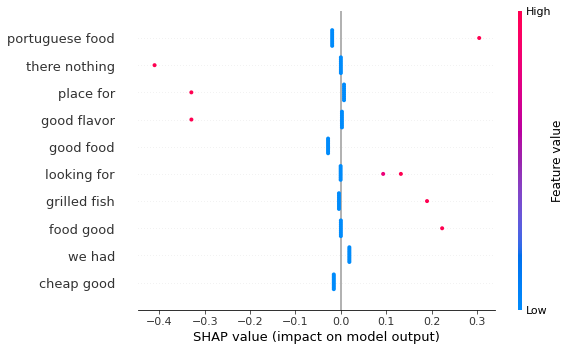 High
portuguese food
there nothing
place for
good flavor
good food
looking for
grilled fish
food good
we had
cheap good
Feature value
Low
−0.4 −0.3 −0.2 −0.1 0.0 0.1 0.2 0.3
SHAP value (impact on model output)